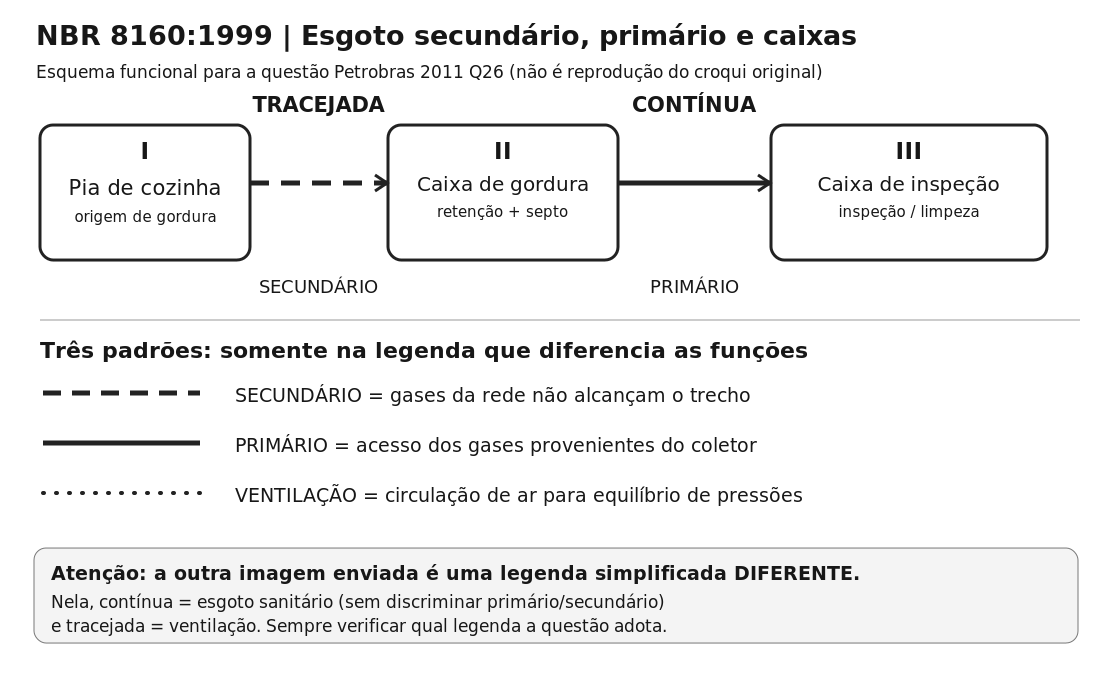 NBR 8160:1999 | Esgoto secundário, primário e caixas
Esquema funcional para a questão Petrobras 2011 Q26 (não é reprodução do croqui original)
TRACEJADA
CONTÍNUA
I
Pia de cozinha
origem de gordura
II
Caixa de gordura
retenção + septo
III
Caixa de inspeção
inspeção / limpeza
SECUNDÁRIO
PRIMÁRIO
Três padrões: somente na legenda que diferencia as funções
SECUNDÁRIO = gases da rede não alcançam o trecho
PRIMÁRIO = acesso dos gases provenientes do coletor
VENTILAÇÃO = circulação de ar para equilíbrio de pressões
Atenção: a outra imagem enviada é uma legenda simplificada DIFERENTE.
Nela, contínua = esgoto sanitário (sem discriminar primário/secundário)
e tracejada = ventilação. Sempre verificar qual legenda a questão adota.